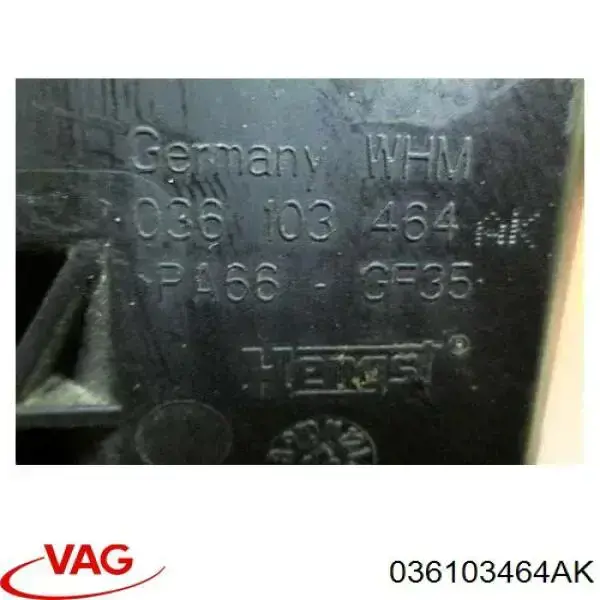 Germany WHM
036 103 464 AK
>PA66 - GF35
Hengst®
VAG
036103464AK